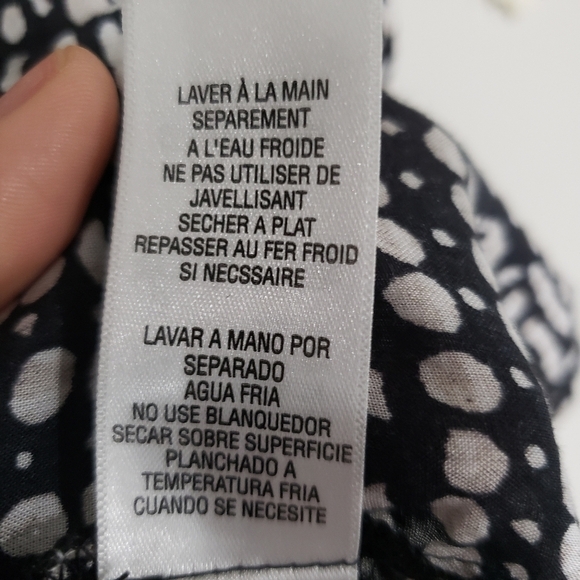 LAVER À LA MAIN
SEPAREMENT
A L'EAU FROIDE
NE PAS UTILISER DE
JAVELLISANT
SECHER A PLAT
REPASSER AU FER FROID
SI NECSSAIRE
LAVAR A MANO POR
SEPARADO
AGUA FRIA
NO USE BLANQUEDOR
SECAR SOBRE SUPERFICIE
PLANCHADO A
TEMPERATURA FRIA
CUANDO SE NECESITE